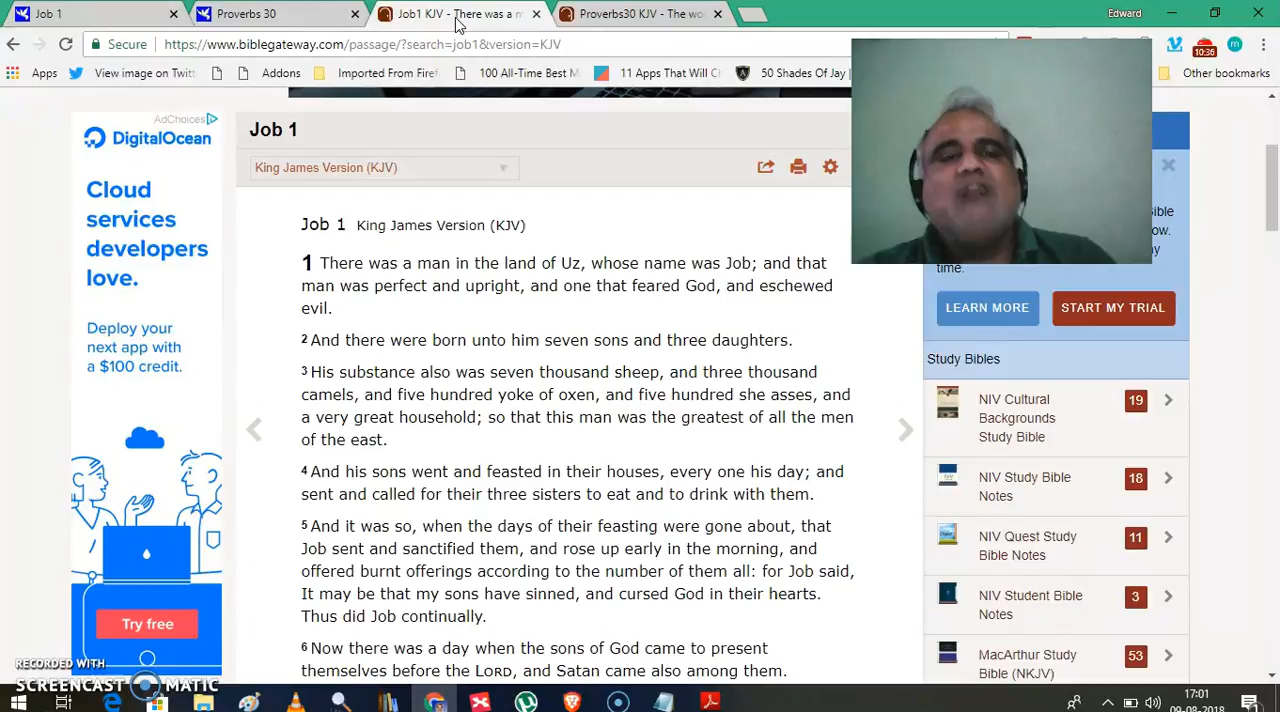 Job 1
Proverbs 30
Job1 KJV - There was a m
Proverbs30 KJV - The wo
Edward
Secure
https://www.biblegateway.com/passage/?search=job1&version=KJV
10:36
m
Apps
View image on Twitt
Addons
Imported From Firef
100 All-Time Best M
11 Apps That Will Ch
50 Shades Of Jay
Other bookmarks
AdChoices
DigitalOcean
Cloud
services
developers
love.
Deploy your
next app with
a $100 credit.
Try free
Job 1
King James Version (KJV)
Job 1 King James Version (KJV)
1 There was a man in the land of Uz, whose name was Job; and that
man was perfect and upright, and one that feared God, and eschewed
evil.
2 And there were born unto him seven sons and three daughters.
3 His substance also was seven thousand sheep, and three thousand
camels, and five hundred yoke of oxen, and five hundred she asses, and
a very great household; so that this man was the greatest of all the men
of the east.
4 And his sons went and feasted in their houses, every one his day; and
sent and called for their three sisters to eat and to drink with them.
5 And it was so, when the days of their feasting were gone about, that
Job sent and sanctified them, and rose up early in the morning, and
offered burnt offerings according to the number of them all: for Job said,
It may be that my sons have sinned, and cursed God in their hearts.
Thus did Job continually.
6 Now there was a day when the sons of God came to present
themselves before the LORD, and Satan came also among them.
ible
ow.
ay
time.
LEARN MORE
START MY TRIAL
Study Bibles
NIV Cultural
Backgrounds
Study Bible
19
NIV Study Bible
Notes
18
NIV Quest Study
Bible Notes
11
NIV Student Bible
Notes
3
MacArthur Study
Bible (NKJV)
53
RECORDED WITH
SCREENCAST MATIC
17:01
09-08-2018